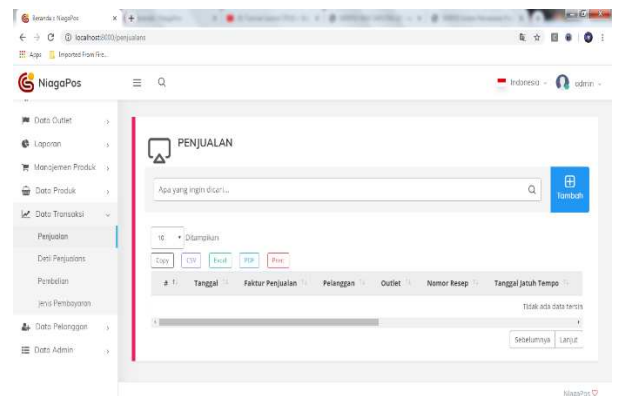 Beranda : NiagaPos
localhost:8000/penjualans
Apps Imported From Fire...
NiagaPos
Indonesia
admin
Data Outlet
Laporan
Manajemen Produk
Data Produk
Data Transaksi
Penjualan
Detil Penjualans
Pembelian
Jenis Pembayaran
Data Pelanggan
Data Admin
PENJUALAN
Apa yang ingin dicari...
Tambah
10 Ditampilkan
Copy CSV Excel PDF Print
# Tanggal Faktur Penjualan Pelanggan Outlet Nomor Resep Tanggal Jatuh Tempo
Tidak ada data tersis
Sebelumnya Lanjut
NiagaPos